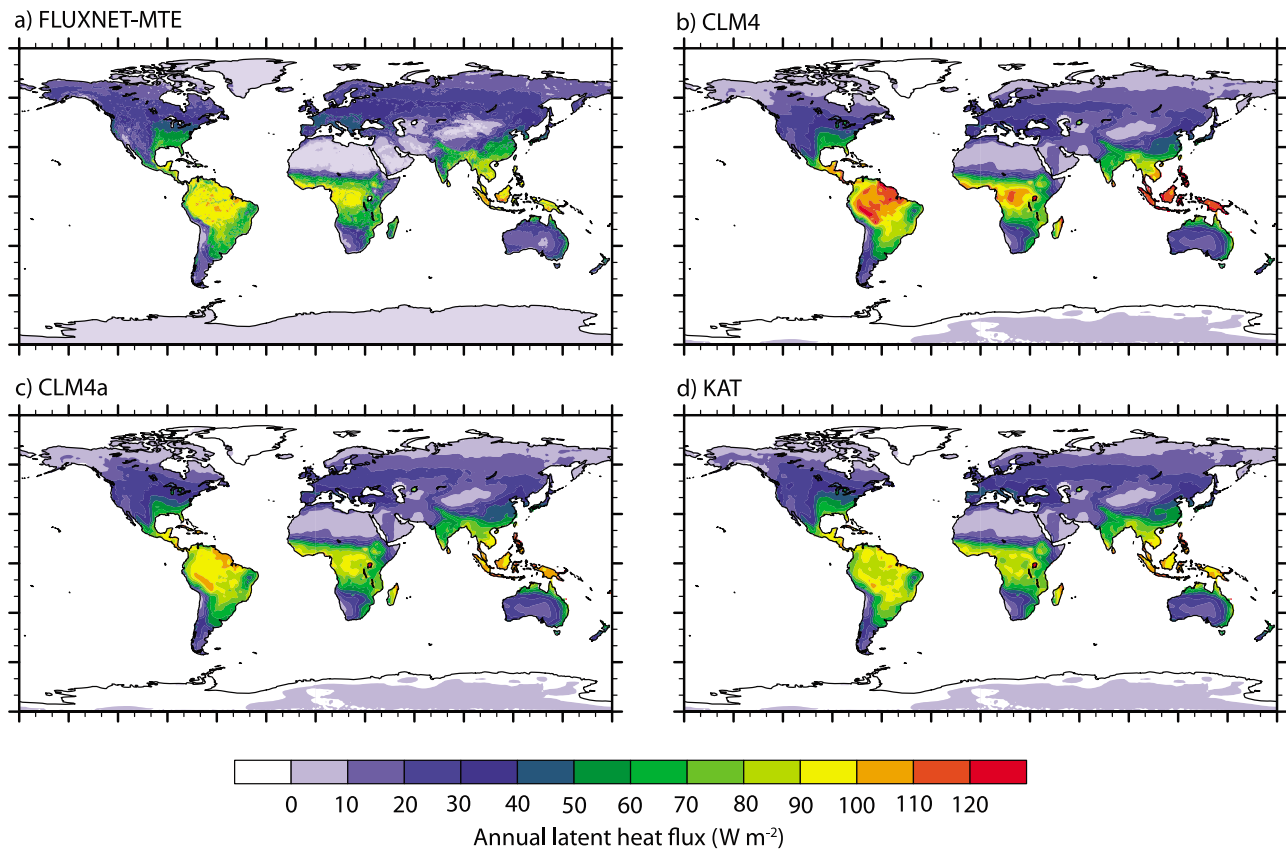 a) FLUXNET-MTE
b) CLM4
c) CLM4a
d) KAT
0 10 20 30 40 50 60 70 80 90 100 110 120
Annual latent heat flux (W m⁻²)